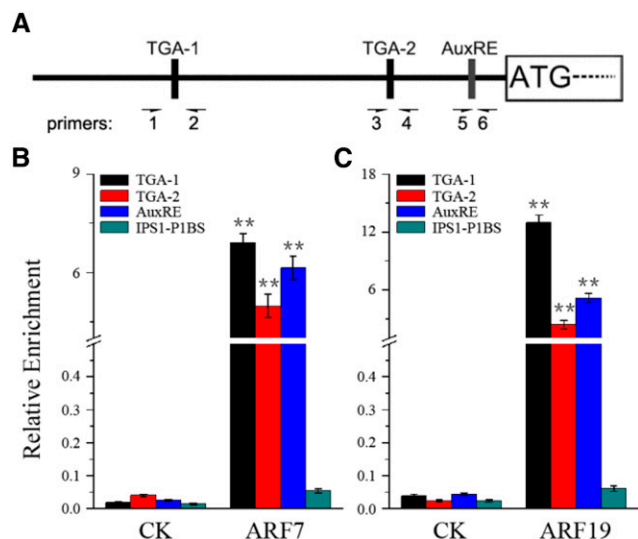 A
TGA-1 TGA-2 AuxRE
ATG
primers: 1 2 3 4 5 6
B
9
6
0.4
0.3
0.2
0.1
0.0
Relative Enrichment
TGA-1
TGA-2
AuxRE
IPS1-P1BS
** ** **
CK ARF7
C
18
12
6
0.4
0.3
0.2
0.1
0.0
TGA-1
TGA-2
AuxRE
IPS1-P1BS
** ** **
CK ARF19